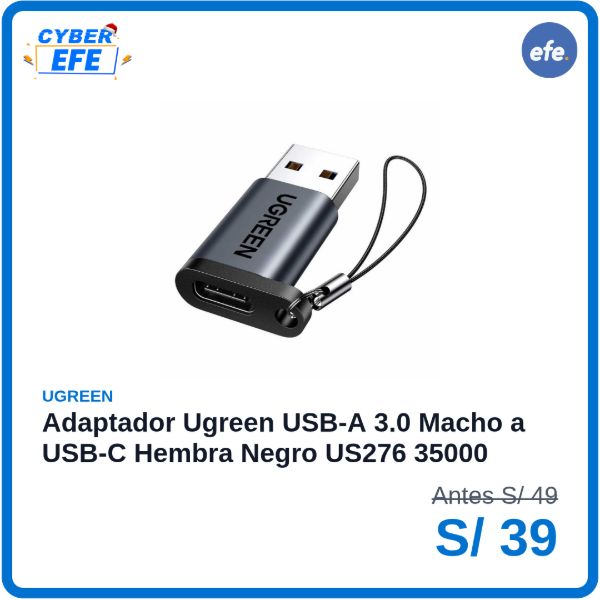 CYBER
EFE
efe.
UGREEN
UGREEN
Adaptador Ugreen USB-A 3.0 Macho a
USB-C Hembra Negro US276 35000
Antes S/ 49
S/ 39